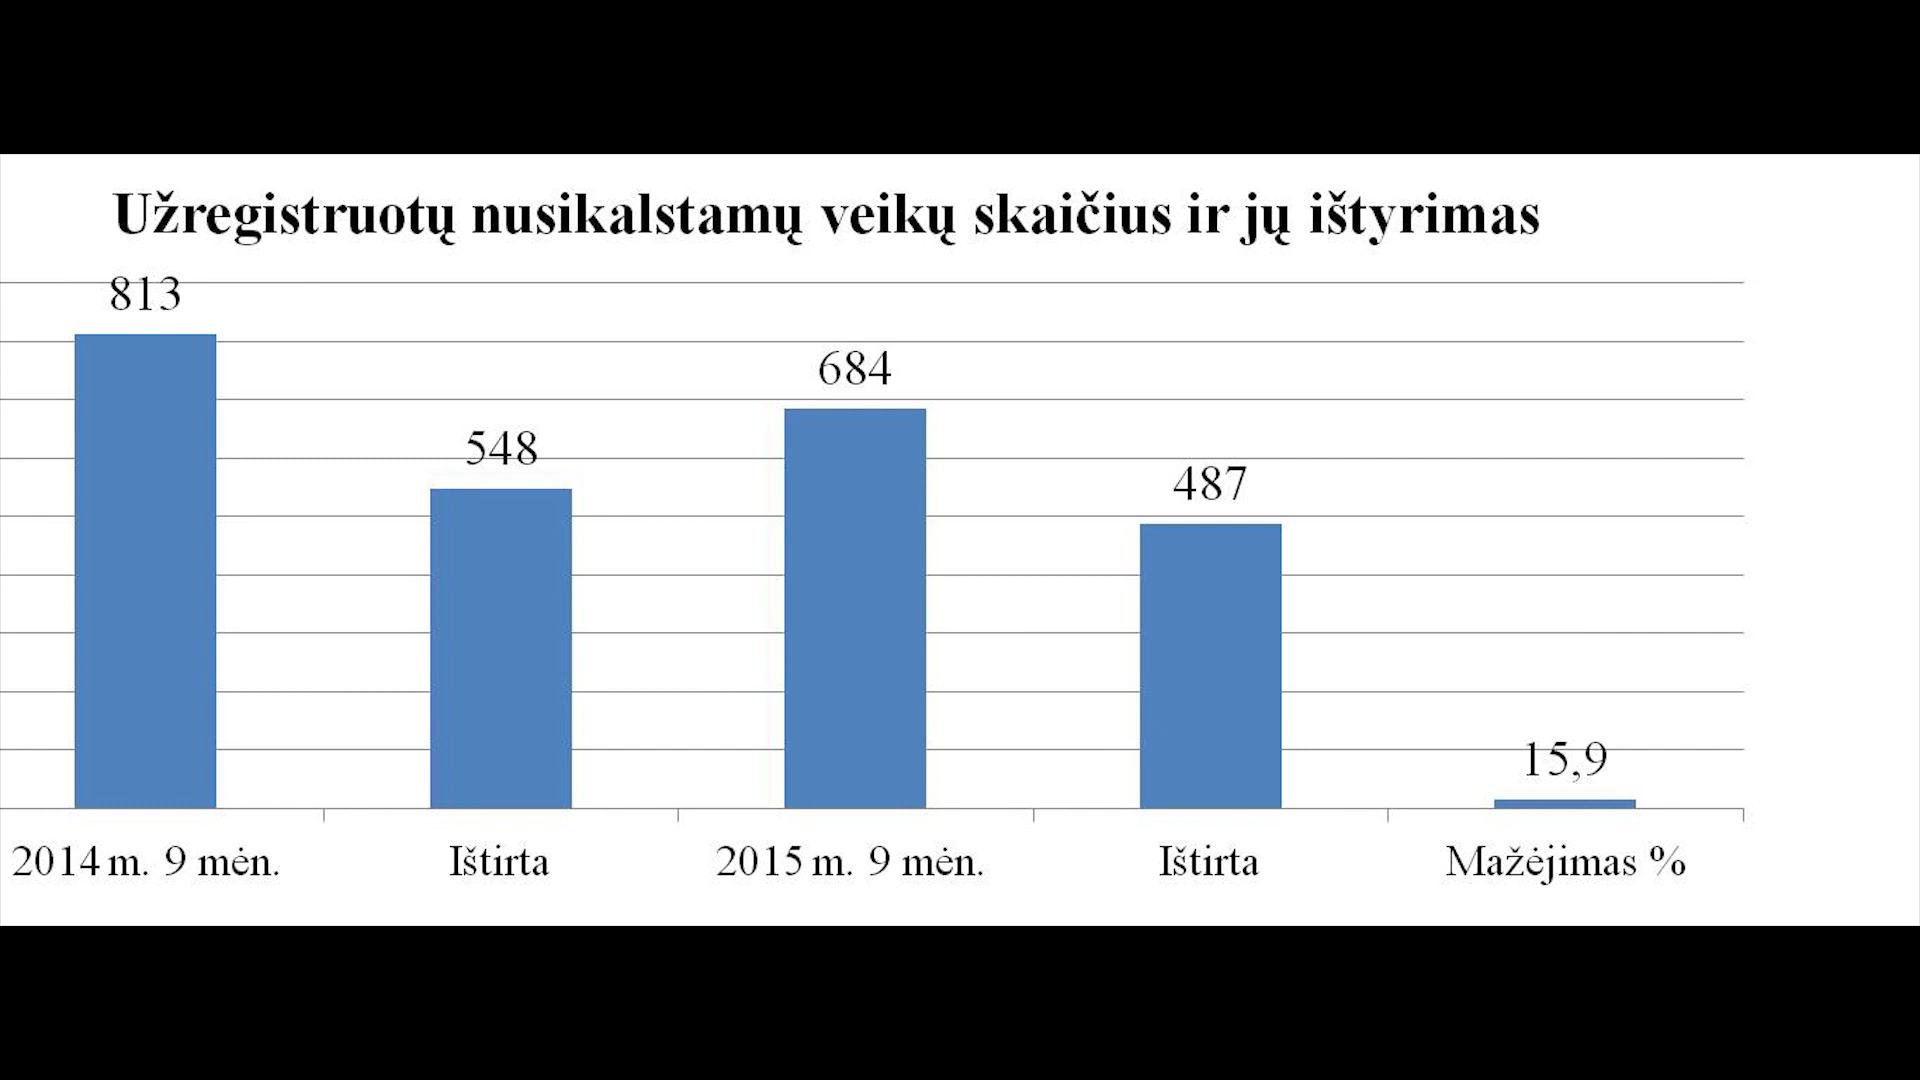 Užregistruotų nusikalstamų veikų skaičius ir jų ištyrimas
813
548
684
487
15,9
2014 m. 9 mėn.
Ištirta
2015 m. 9 mėn.
Ištirta
Mažėjimas %